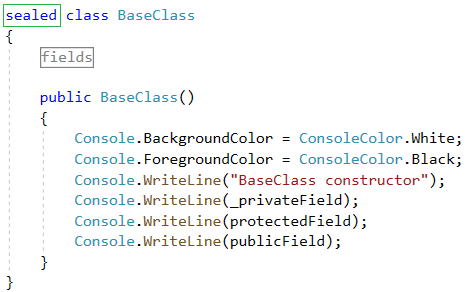 sealed class BaseClass
{
    fields

    public BaseClass()
    {
        Console.BackgroundColor = ConsoleColor.White;
        Console.ForegroundColor = ConsoleColor.Black;
        Console.WriteLine("BaseClass constructor");
        Console.WriteLine(_privateField);
        Console.WriteLine(protectedField);
        Console.WriteLine(publicField);
    }
}